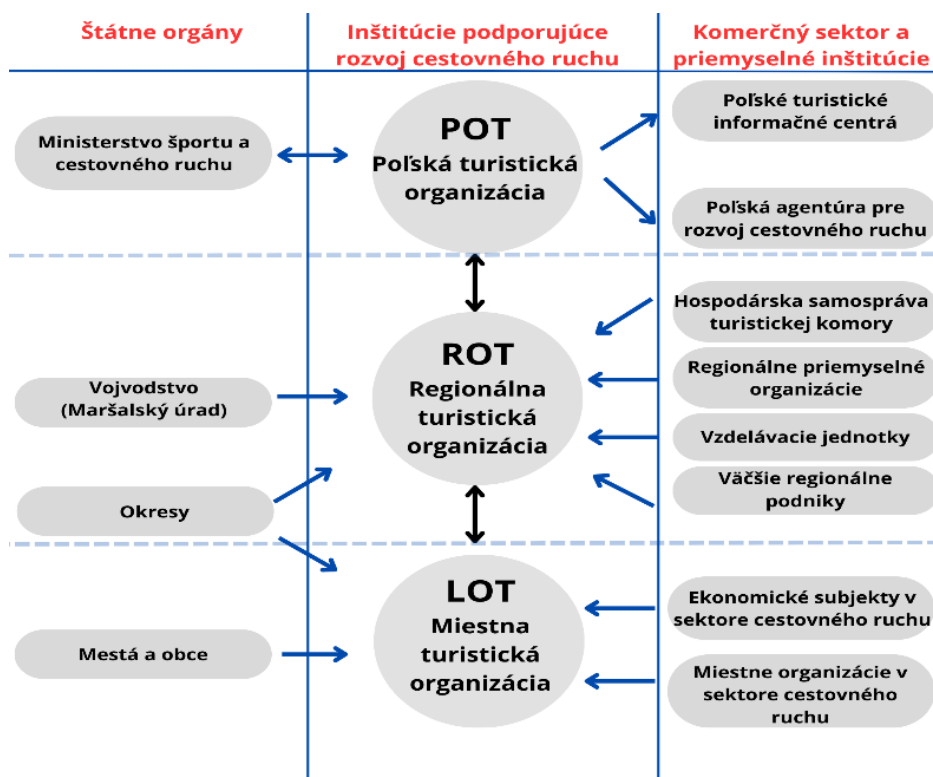 Štátne orgány
Inštitúcie podporujúce
rozvoj cestovného ruchu
Komerčný sektor a
priemyselné inštitúcie
Ministerstvo športu a
cestovného ruchu
POT
Poľská turistická
organizácia
Poľské turistické
informačné centrá
Poľská agentúra pre
rozvoj cestovného ruchu
Vojvodstvo
(Maršalský úrad)
Okresy
ROT
Regionálna
turistická
organizácia
Hospodárska samospráva
turistickej komory
Regionálne priemyselné
organizácie
Vzdelávacie jednotky
Väčšie regionálne
podniky
Mestá a obce
LOT
Miestna
turistická
organizácia
Ekonomické subjekty v
sektore cestovného ruchu
Miestne organizácie v
sektore cestovného
ruchu